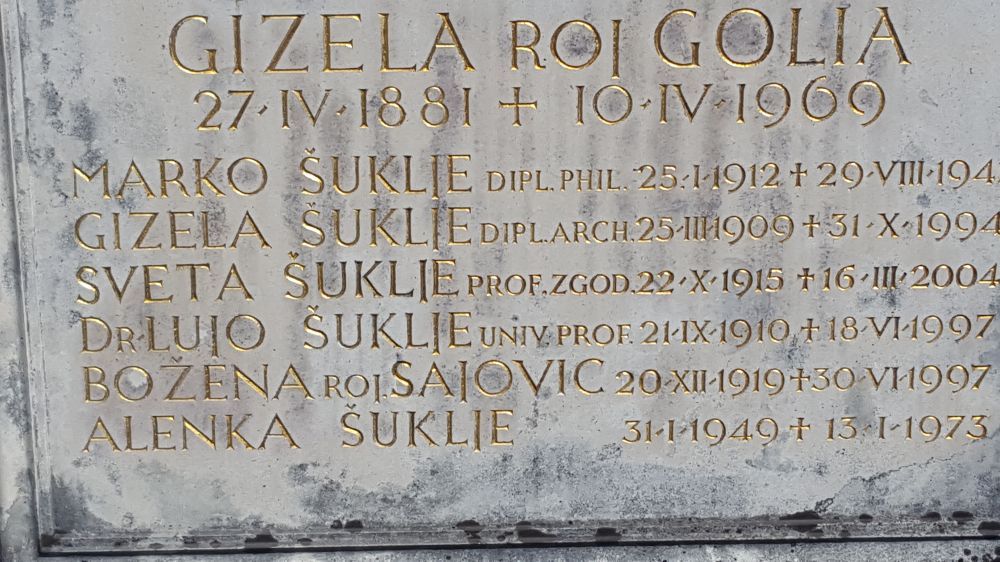 GIZELA ROJ GOLIA
27·IV·1881 + 10·IV·1969
MARKO ŠUKLJE DIPL.PHIL. 25·I·1912 + 29·VIII·194
GIZELA ŠUKLJE DIPL.ARCH. 25·III·1909 + 31·X·1994
SVETA ŠUKLJE PROF.ZGOD. 22·X·1915 + 16·III·2004
DR·LUJO ŠUKLJE UNIV·PROF. 21·IX·1910 + 18·VI·1997
BOŽENA ROJ. SAJOVIC 20·XII·1919 + 30·VI·1997
ALENKA ŠUKLJE 31·I·1949 + 13·I·1973